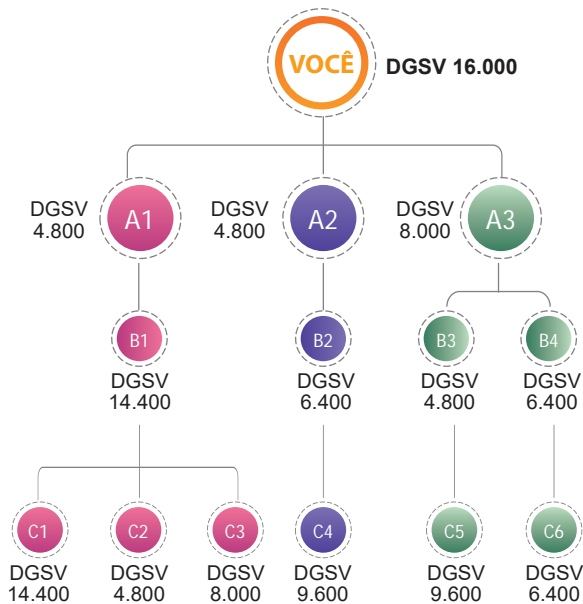 VOCÊ
DGSV 16.000
DGSV
4.800
A1
DGSV
4.800
A2
DGSV
8.000
A3
B1
B2
B3
B4
DGSV
14.400
DGSV
6.400
DGSV
4.800
DGSV
6.400
C1
C2
C3
C4
C5
C6
DGSV
14.400
DGSV
4.800
DGSV
8.000
DGSV
9.600
DGSV
9.600
DGSV
6.400